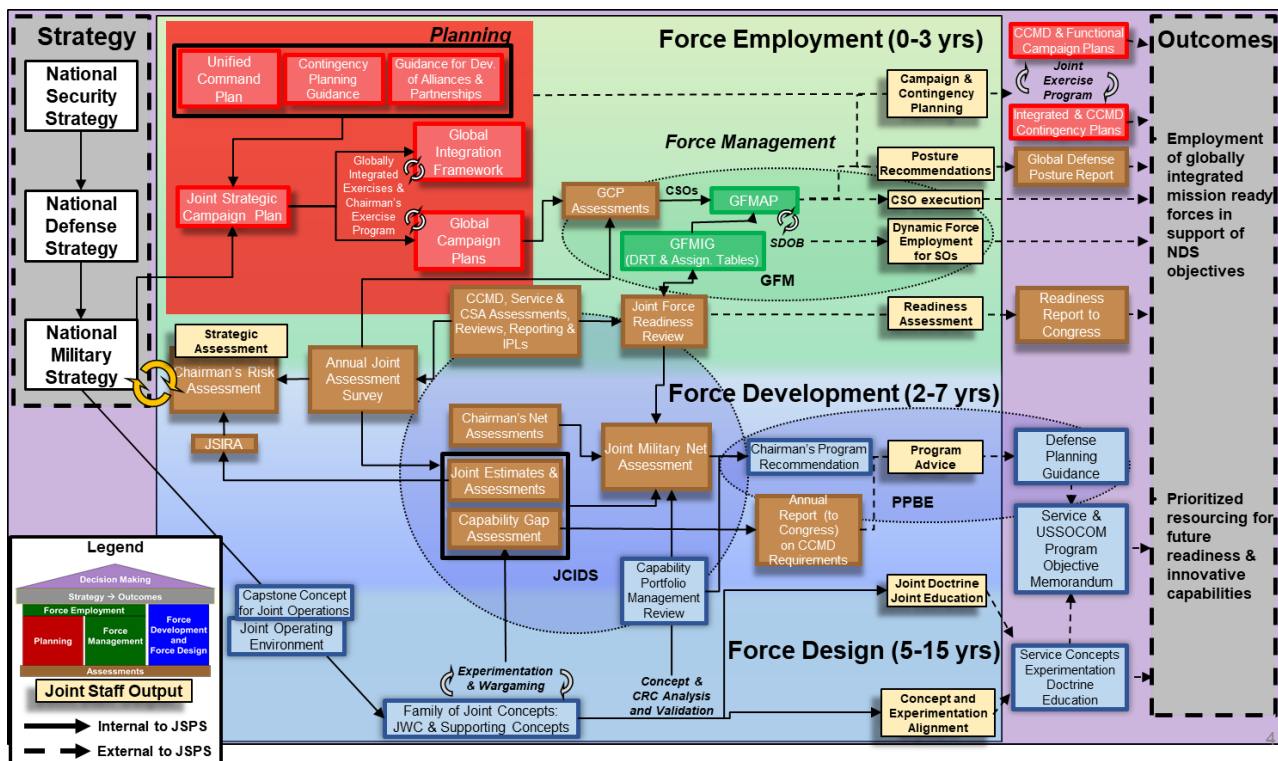 Strategy
National
Security
Strategy
National
Defense
Strategy
National
Military
Strategy
Planning
Unified
Command
Plan
Contingency
Planning
Guidance
Guidance for Dev.
of Alliances &
Partnerships
Joint Strategic
Campaign Plan
Globally
Integrated
Exercises &
Chairman's
Exercise
Program
Global
Integration
Framework
Global
Campaign
Plans
Force Employment (0-3 yrs)
Force Management
GCP
Assessments
CSOs
GFMAP
SDOB
GFMIG
(DRT & Assign. Tables)
GFM
Campaign &
Contingency
Planning
Posture
Recommendations
CSO execution
Dynamic Force
Employment
for SOs
Readiness
Assessment
CCMD & Functional
Campaign Plans
Joint
Exercise
Program
Integrated & CCMD
Contingency Plans
Global Defense
Posture Report
Readiness
Report to
Congress
Outcomes
Employment
of globally
integrated
mission ready
forces in
support of
NDS
objectives
Prioritized
resourcing for
future
readiness &
innovative
capabilities
Strategic
Assessment
Chairman's Risk
Assessment
JSIRA
Annual Joint
Assessment
Survey
CCMD, Service &
CSA Assessments,
Reviews, Reporting &
IPLs
Joint Force
Readiness
Review
Force Development (2-7 yrs)
Chairman's Net
Assessments
Joint Estimates &
Assessments
Capability Gap
Assessment
JCIDS
Joint Military Net
Assessment
Capability
Portfolio
Management
Review
Chairman's Program
Recommendation
Program
Advice
PPBE
Annual
Report (to
Congress)
on CCMD
Requirements
Defense
Planning
Guidance
Service &
USSOCOM
Program
Objective
Memorandum
Joint Doctrine
Joint Education
Force Design (5-15 yrs)
Capstone Concept
for Joint Operations
Joint Operating
Environment
Experimentation
& Wargaming
Concept &
CRC Analysis
and Validation
Family of Joint Concepts:
JWC & Supporting Concepts
Concept and
Experimentation
Alignment
Service Concepts
Experimentation
Doctrine
Education
Legend
Decision Making
Strategy → Outcomes
Force Employment
Planning
Force
Management
Force
Development
and
Force Design
Assessments
Joint Staff Output
Internal to JSPS
External to JSPS
4